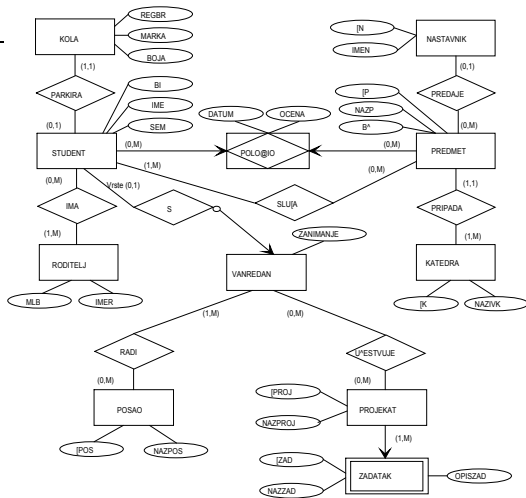 REGBR
KOLA
MARKA
BOJA
[N
NASTAVNIK
IMEN
(1,1)
(0,1)
PARKIRA
BI
IME
SEM
[P
NAZP
B^
PREDAJE
(0,1)
(0,M)
DATUM
OCENA
STUDENT
(0,M)
POLO@IO
(0,M)
PREDMET
(1,M)
(0,M)
(0,M)
Vrste (0,1)
(1,1)
IMA
S
SLU[A
PRIPADA
(1,M)
(1,M)
ZANIMANJE
RODITELJ
VANREDAN
KATEDRA
MLB
IMER
[K
NAZIVK
(1,M)
(0,M)
RADI
U^ESTVUJE
(0,M)
(0,M)
POSAO
[PROJ
PROJEKAT
NAZPROJ
(1,M)
[POS
NAZPOS
[ZAD
ZADATAK
OPISZAD
NAZZAD